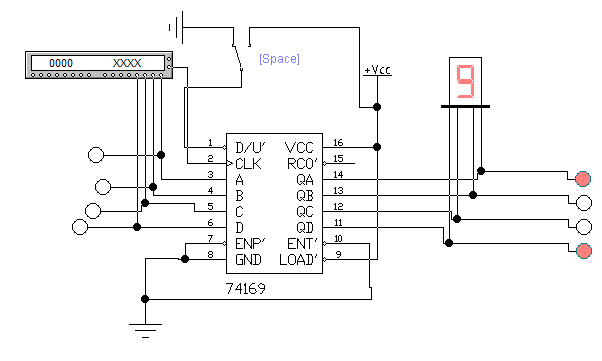 [Space]
+Vcc
0000 XXXX
9
1 D/U' VCC 16
2 CLK RCO' 15
3 A QA 14
4 B QB 13
5 C QC 12
6 D QD 11
7 ENP' ENT' 10
8 GND LOAD' 9
74169